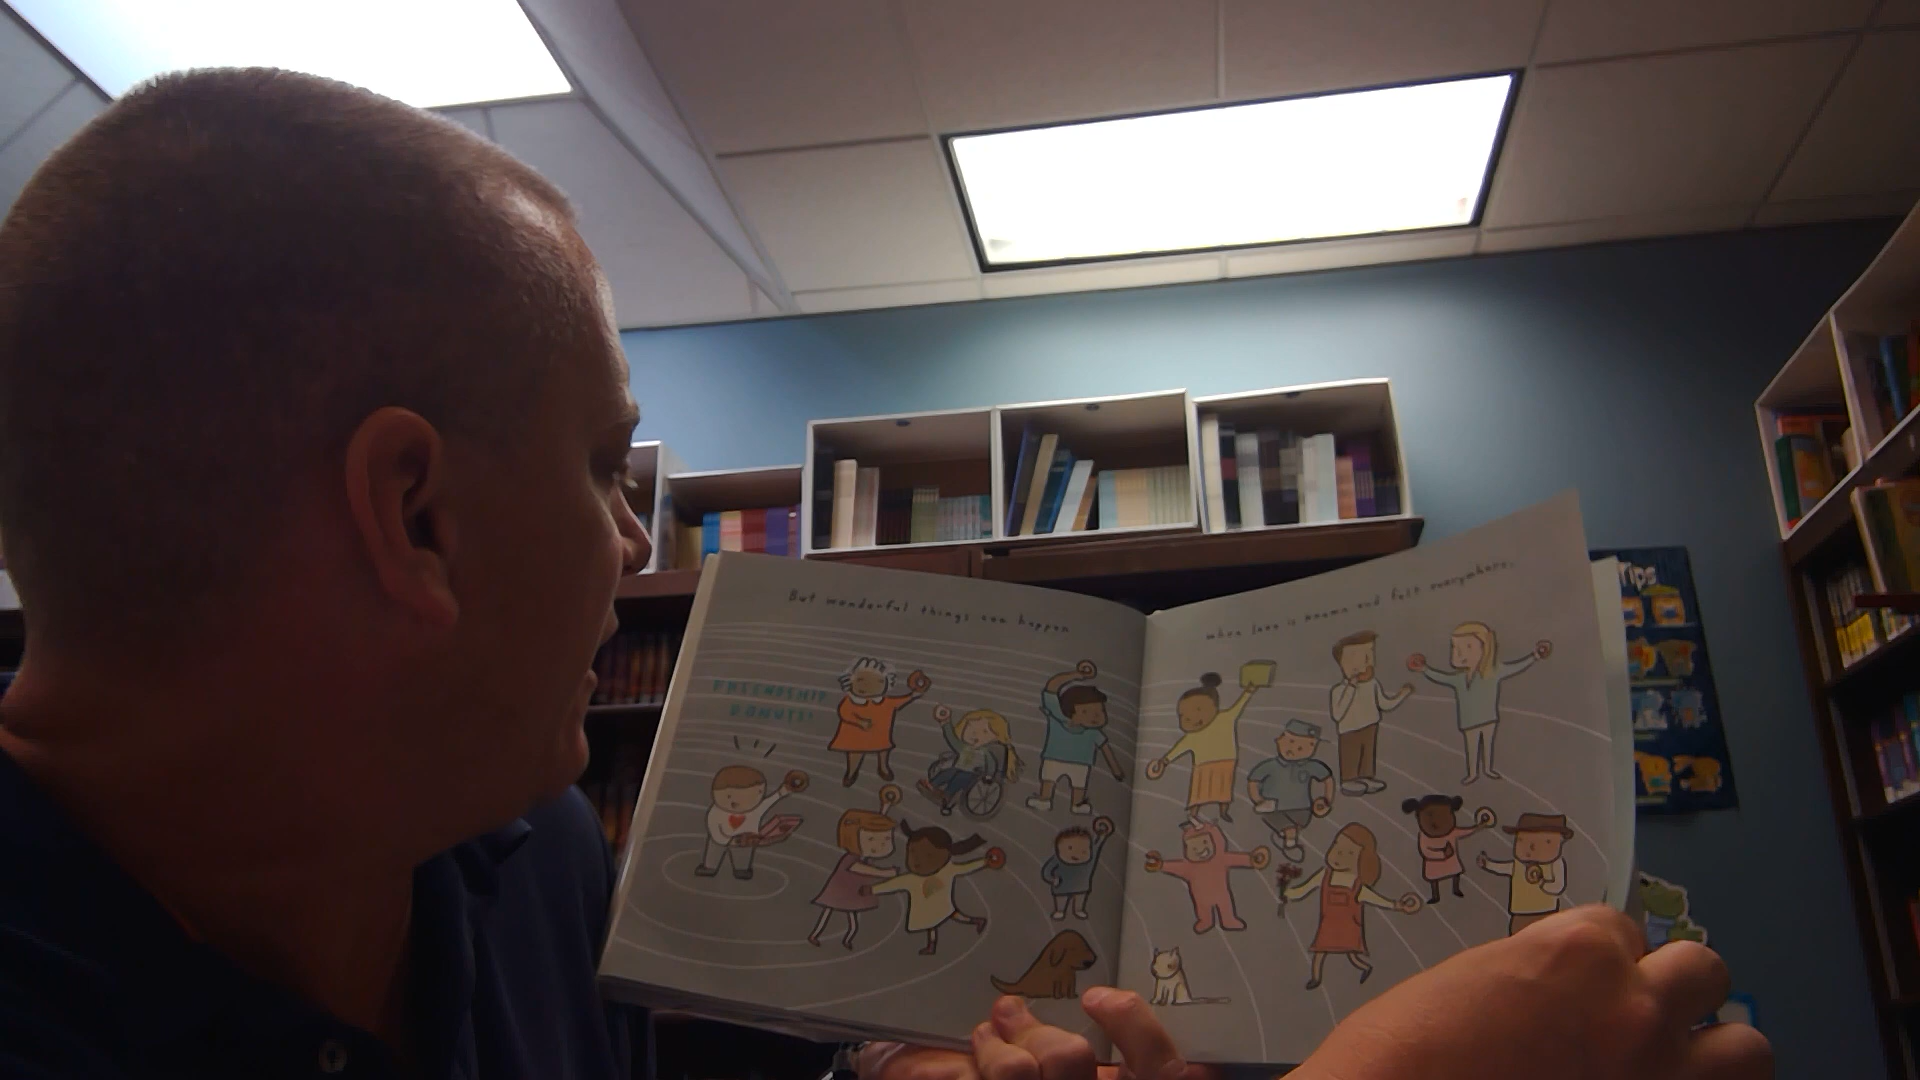 But wonderful things can happen
when love is known and felt everywhere.
FRIENDSHIP
DONUTS!
Tips